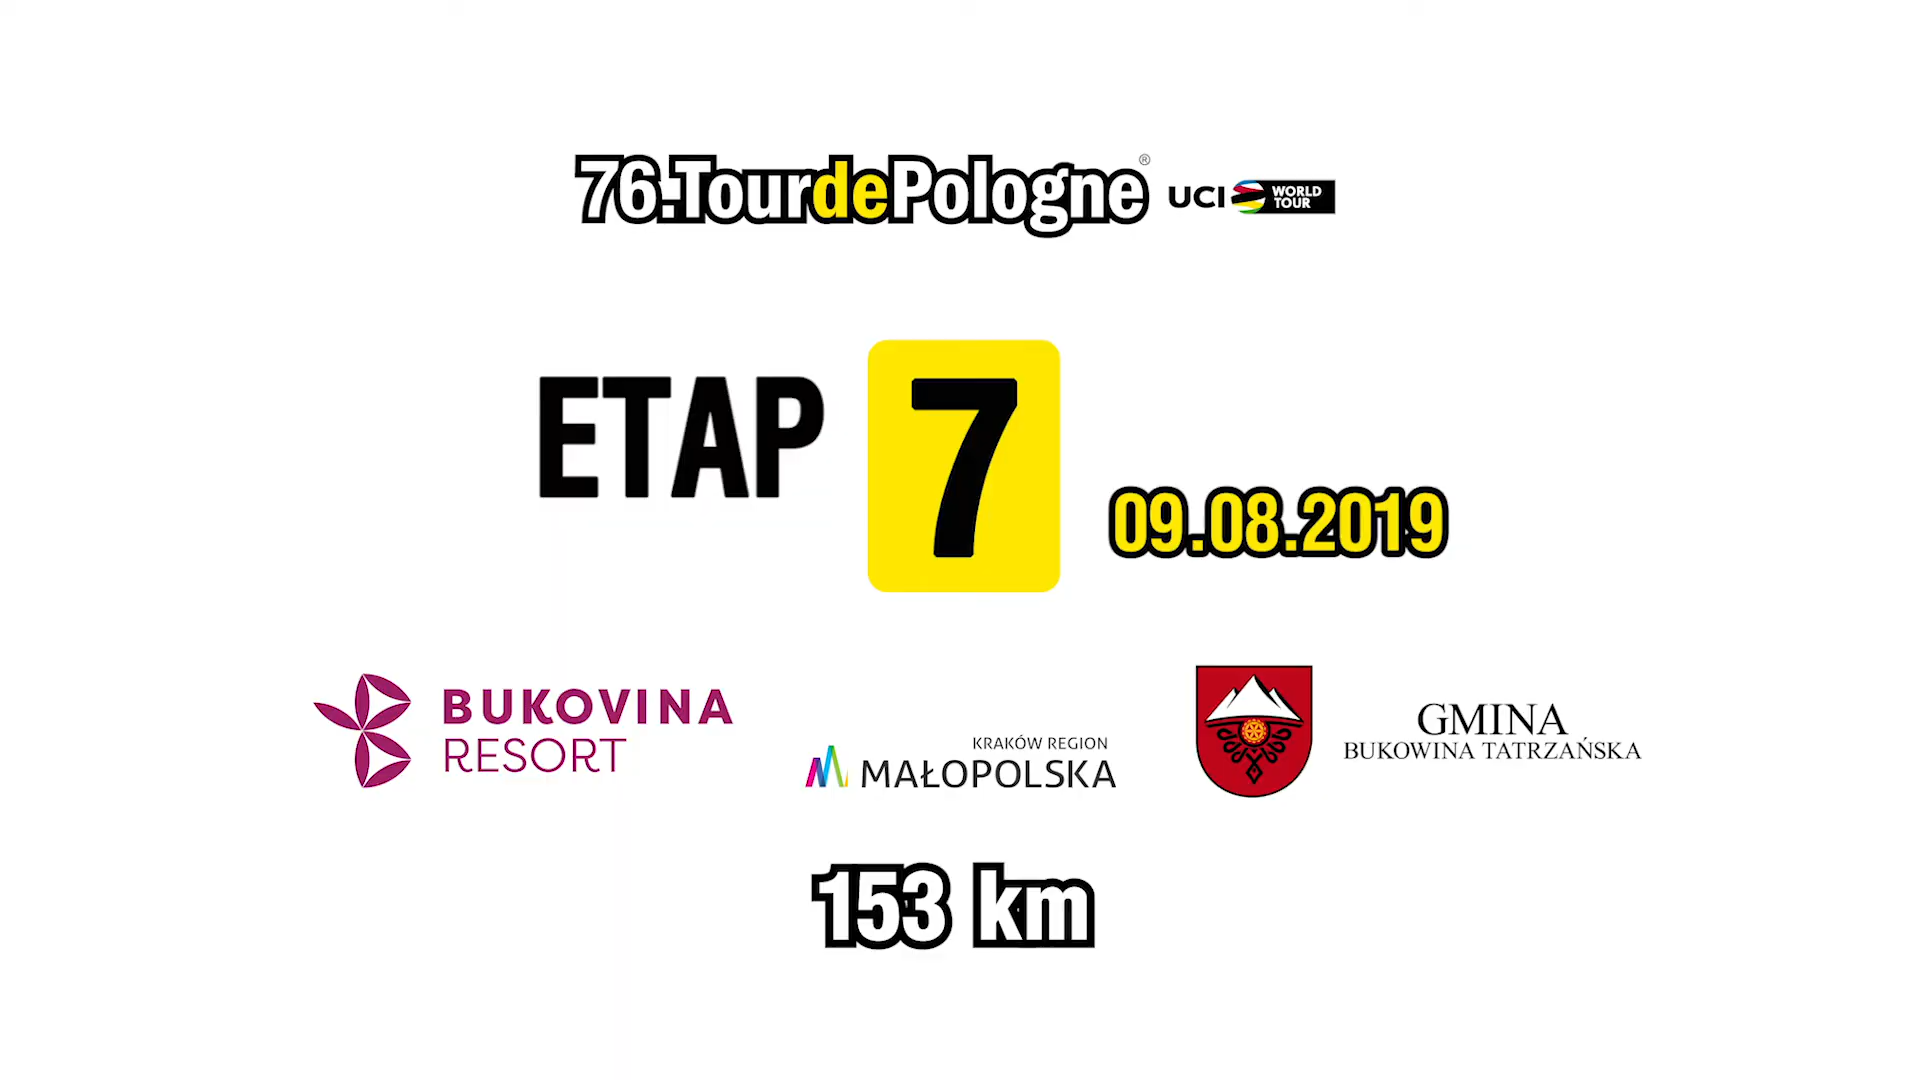 76.TourdePologne® UCI WORLD TOUR
ETAP 7 09.08.2019
BUKOVINA
RESORT
KRAKÓW REGION
MAŁOPOLSKA
GMINA
BUKOWINA TATRZAŃSKA
153 km